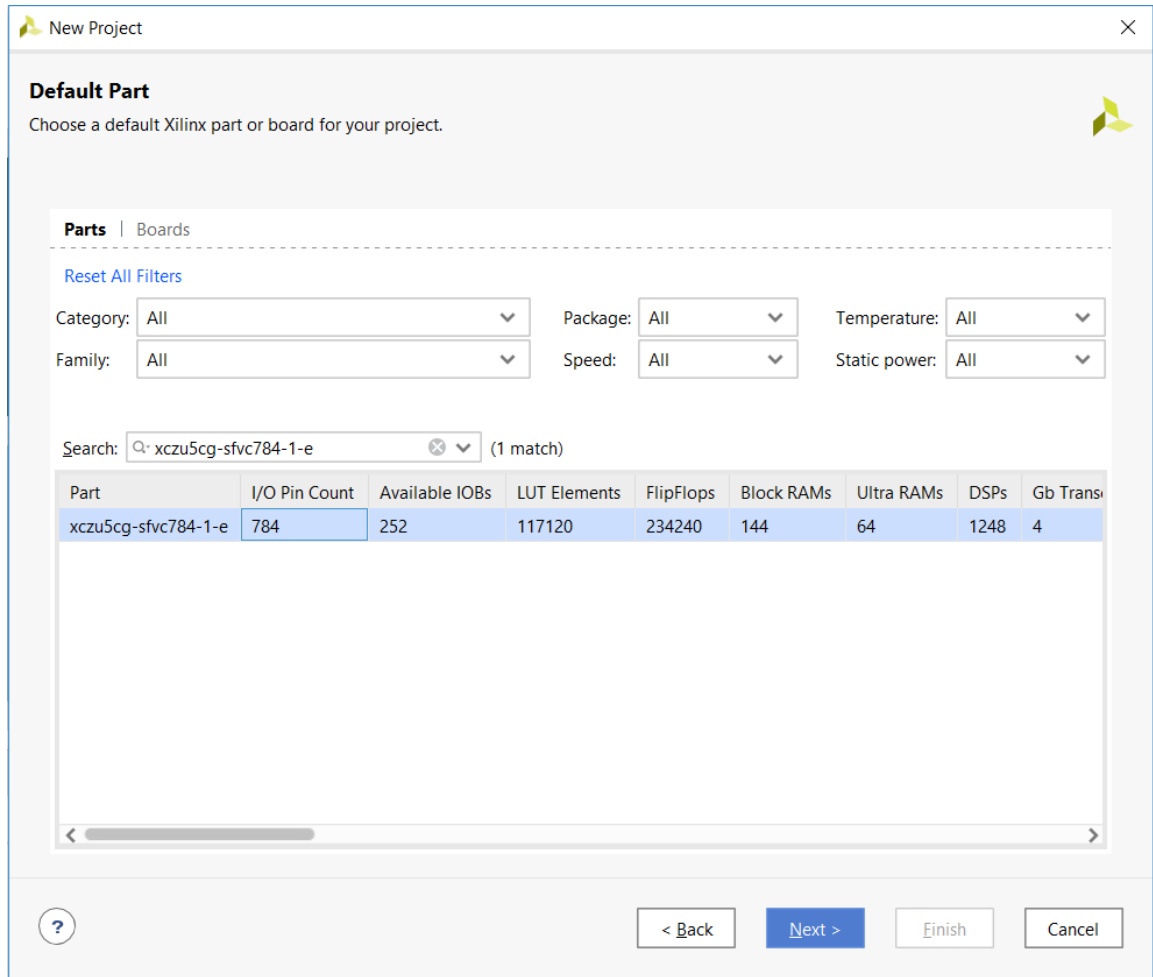 New Project
Default Part
Choose a default Xilinx part or board for your project.
Parts | Boards
Reset All Filters
Category: All Package: All Temperature: All
Family: All Speed: All Static power: All
Search: xczu5cg-sfvc784-1-e (1 match)
Part I/O Pin Count Available IOBs LUT Elements FlipFlops Block RAMs Ultra RAMs DSPs Gb Trans
xczu5cg-sfvc784-1-e 784 252 117120 234240 144 64 1248 4
? < Back Next > Finish Cancel